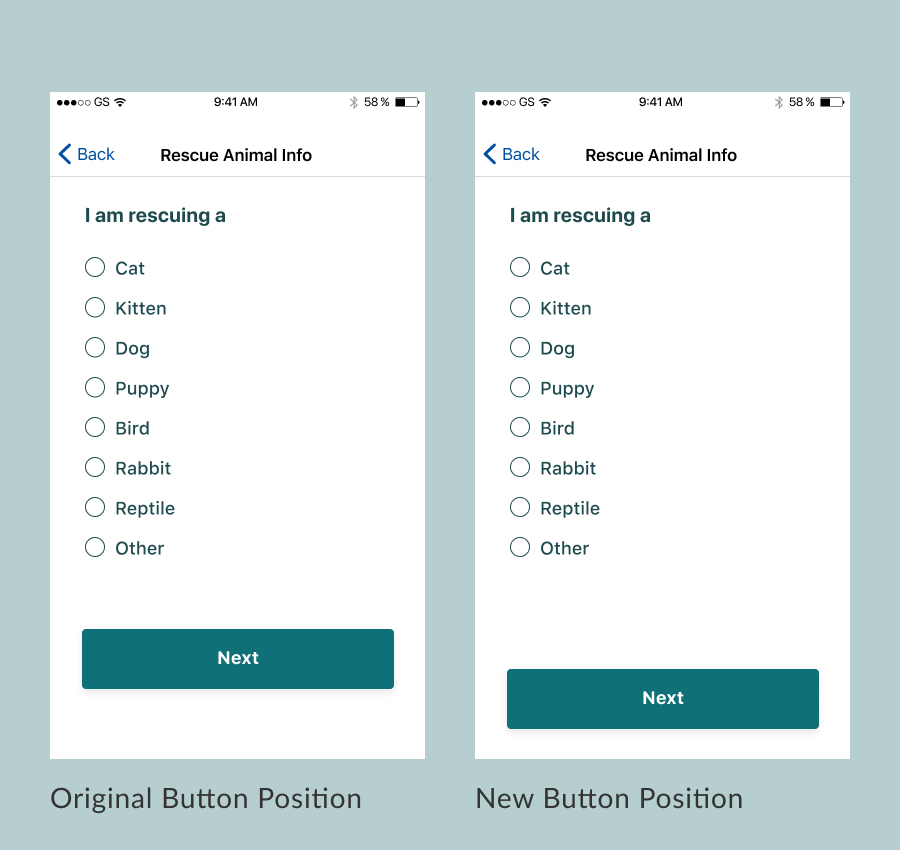 GS 9:41 AM 58 %
Back Rescue Animal Info
I am rescuing a
Cat
Kitten
Dog
Puppy
Bird
Rabbit
Reptile
Other
Next
Original Button Position
GS 9:41 AM 58 %
Back Rescue Animal Info
I am rescuing a
Cat
Kitten
Dog
Puppy
Bird
Rabbit
Reptile
Other
Next
New Button Position